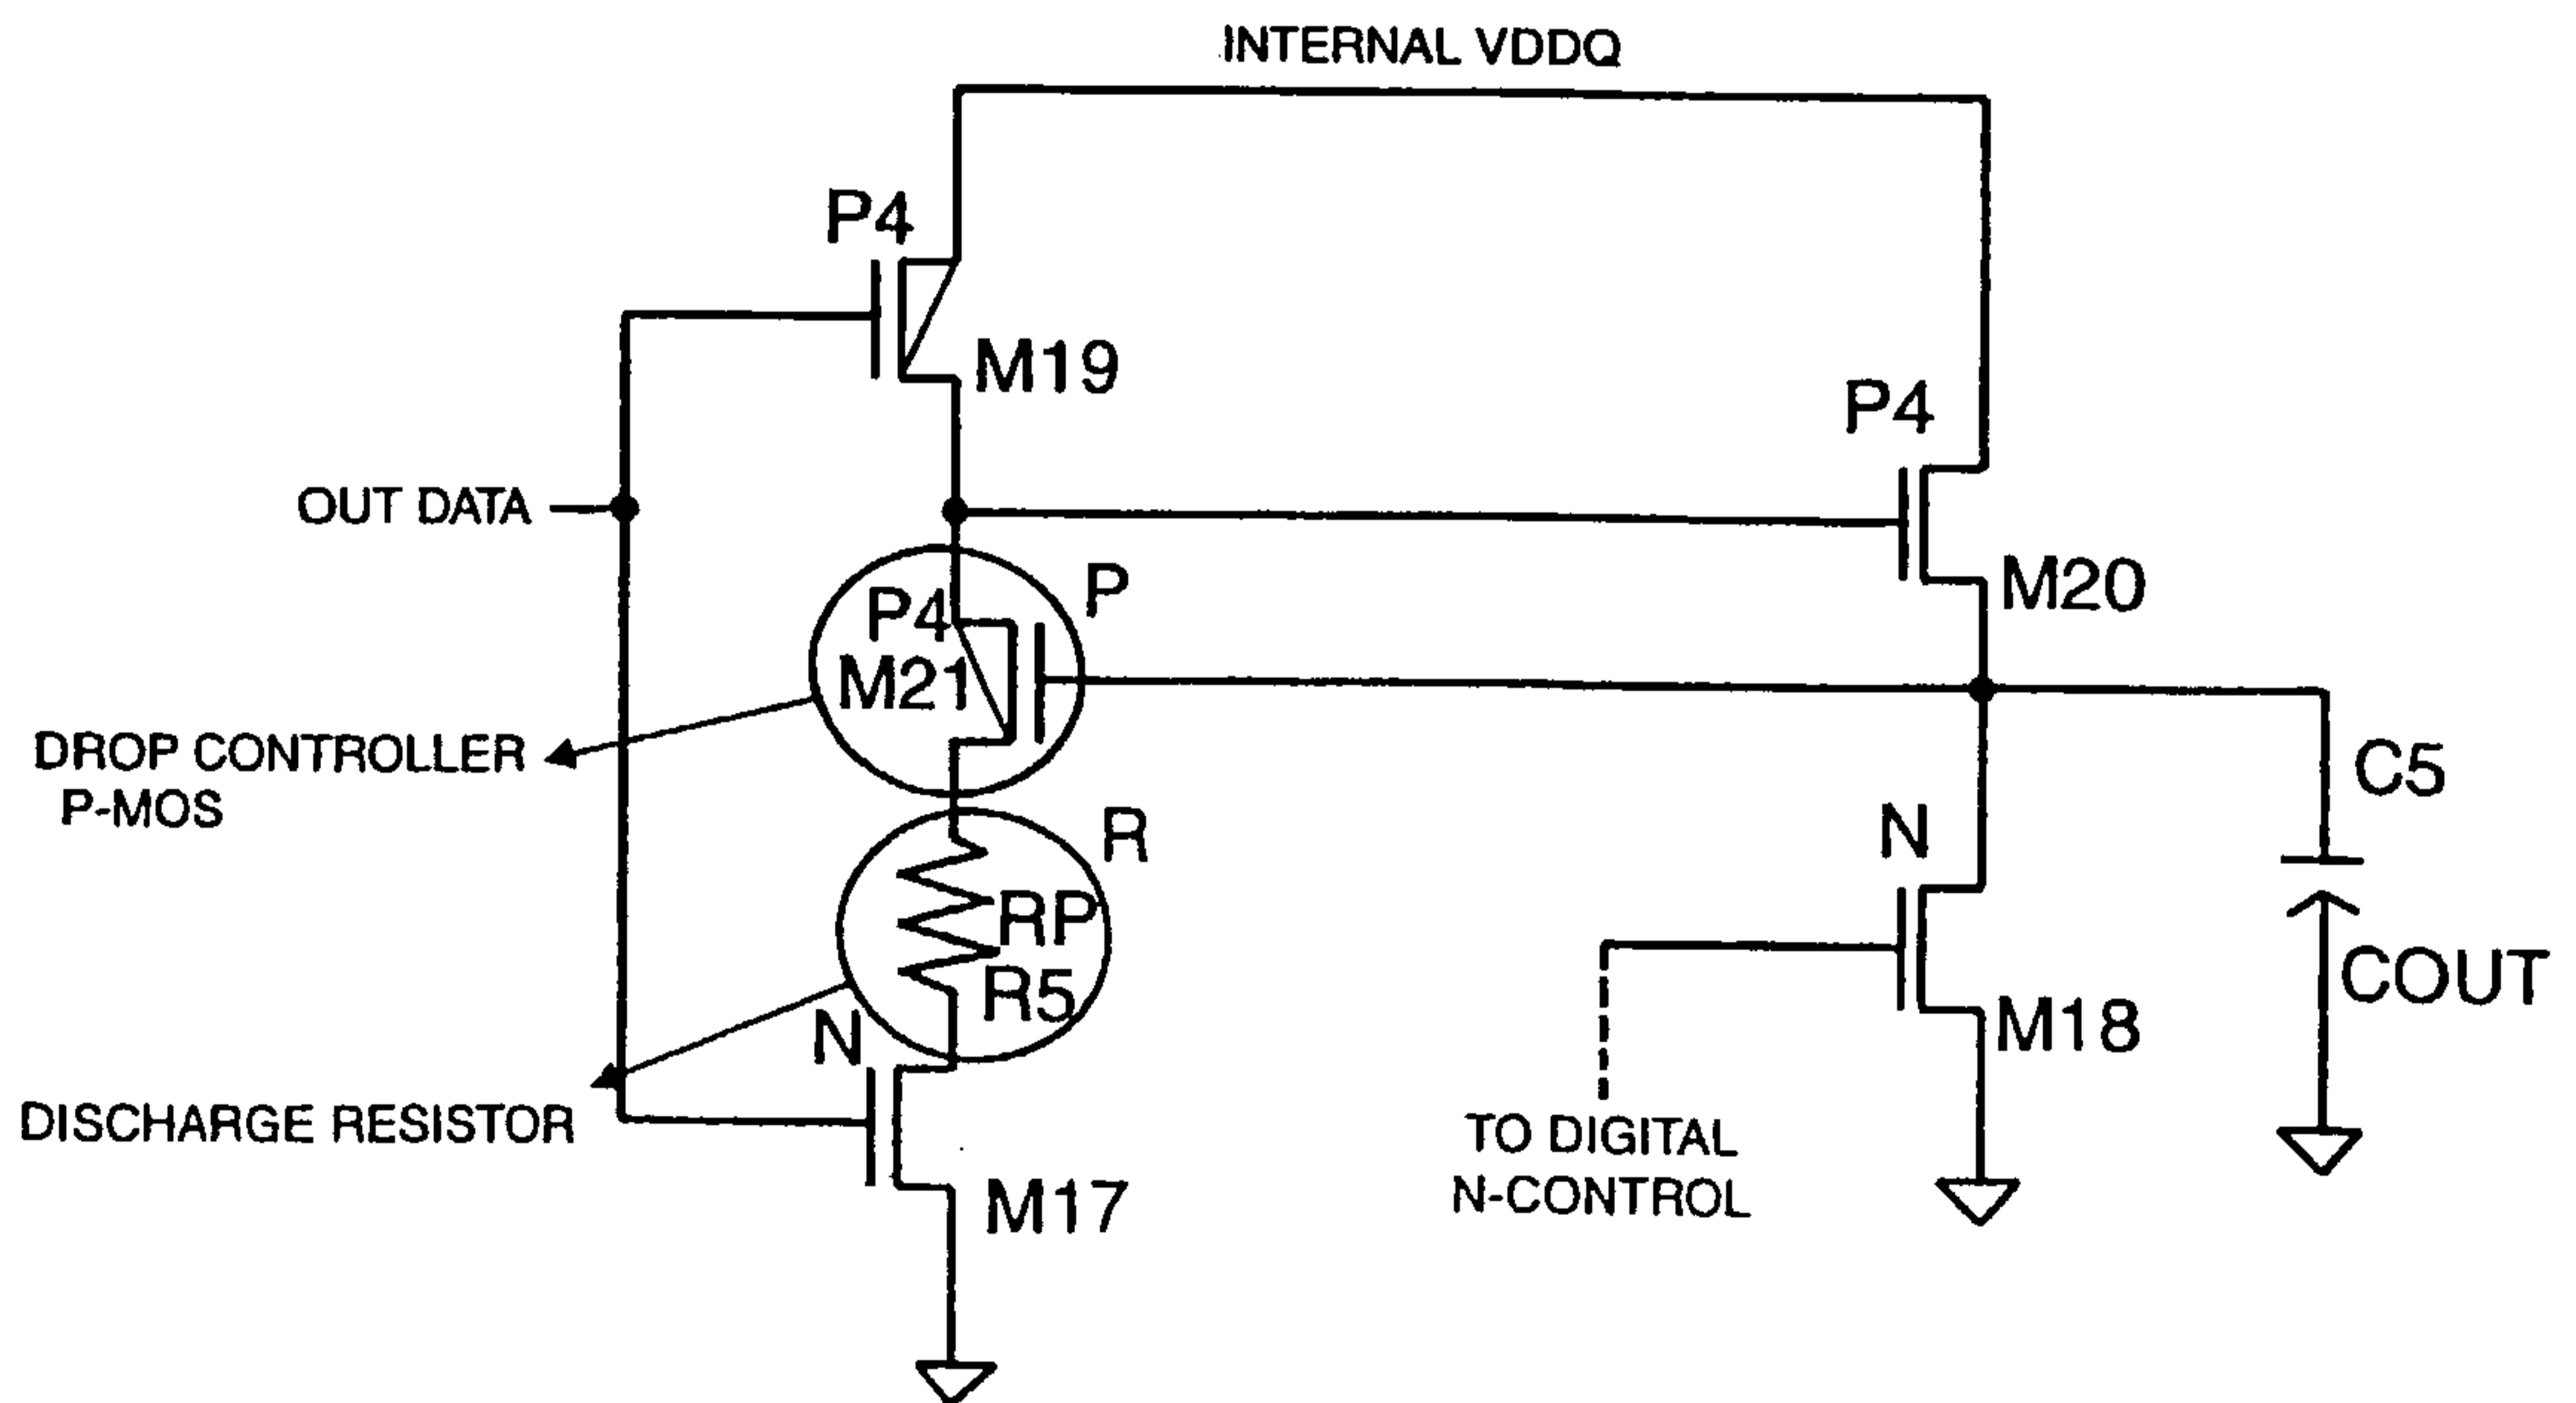 INTERNAL VDDQ
P4
M19
P4
OUT DATA
M20
P4
P
M21
DROP CONTROLLER
P-MOS
C5
R
N
RP
R5
COUT
N
M18
DISCHARGE RESISTOR
TO DIGITAL
N-CONTROL
M17